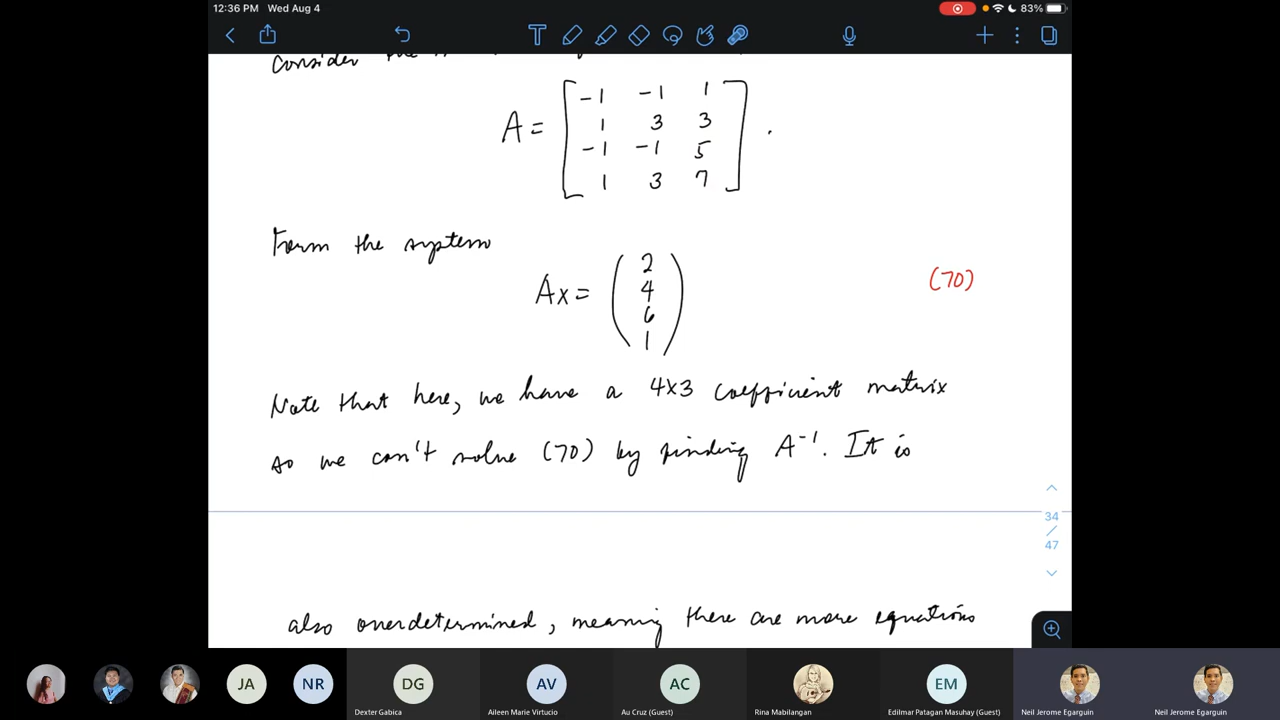 12:36 PM Wed Aug 4
83%
Consider the
A = [ -1 -1 1
1 3 3
-1 -1 5
1 3 7 ] .
Form the system
Ax = ( 2
4
6
1 )
(70)
Note that here, we have a 4x3 coefficient matrix
so we can't solve (70) by finding A⁻¹. It is
34
/
47
also overdetermined, meaning there are more equations
JA
NR
DG
AV
AC
EM
Dexter Gabica
Aileen Marie Virtucio
Au Cruz (Guest)
Rina Mabilangan
Edilmar Patagan Masuhay (Guest)
Neil Jerome Egarguin
Neil Jerome Egarguin